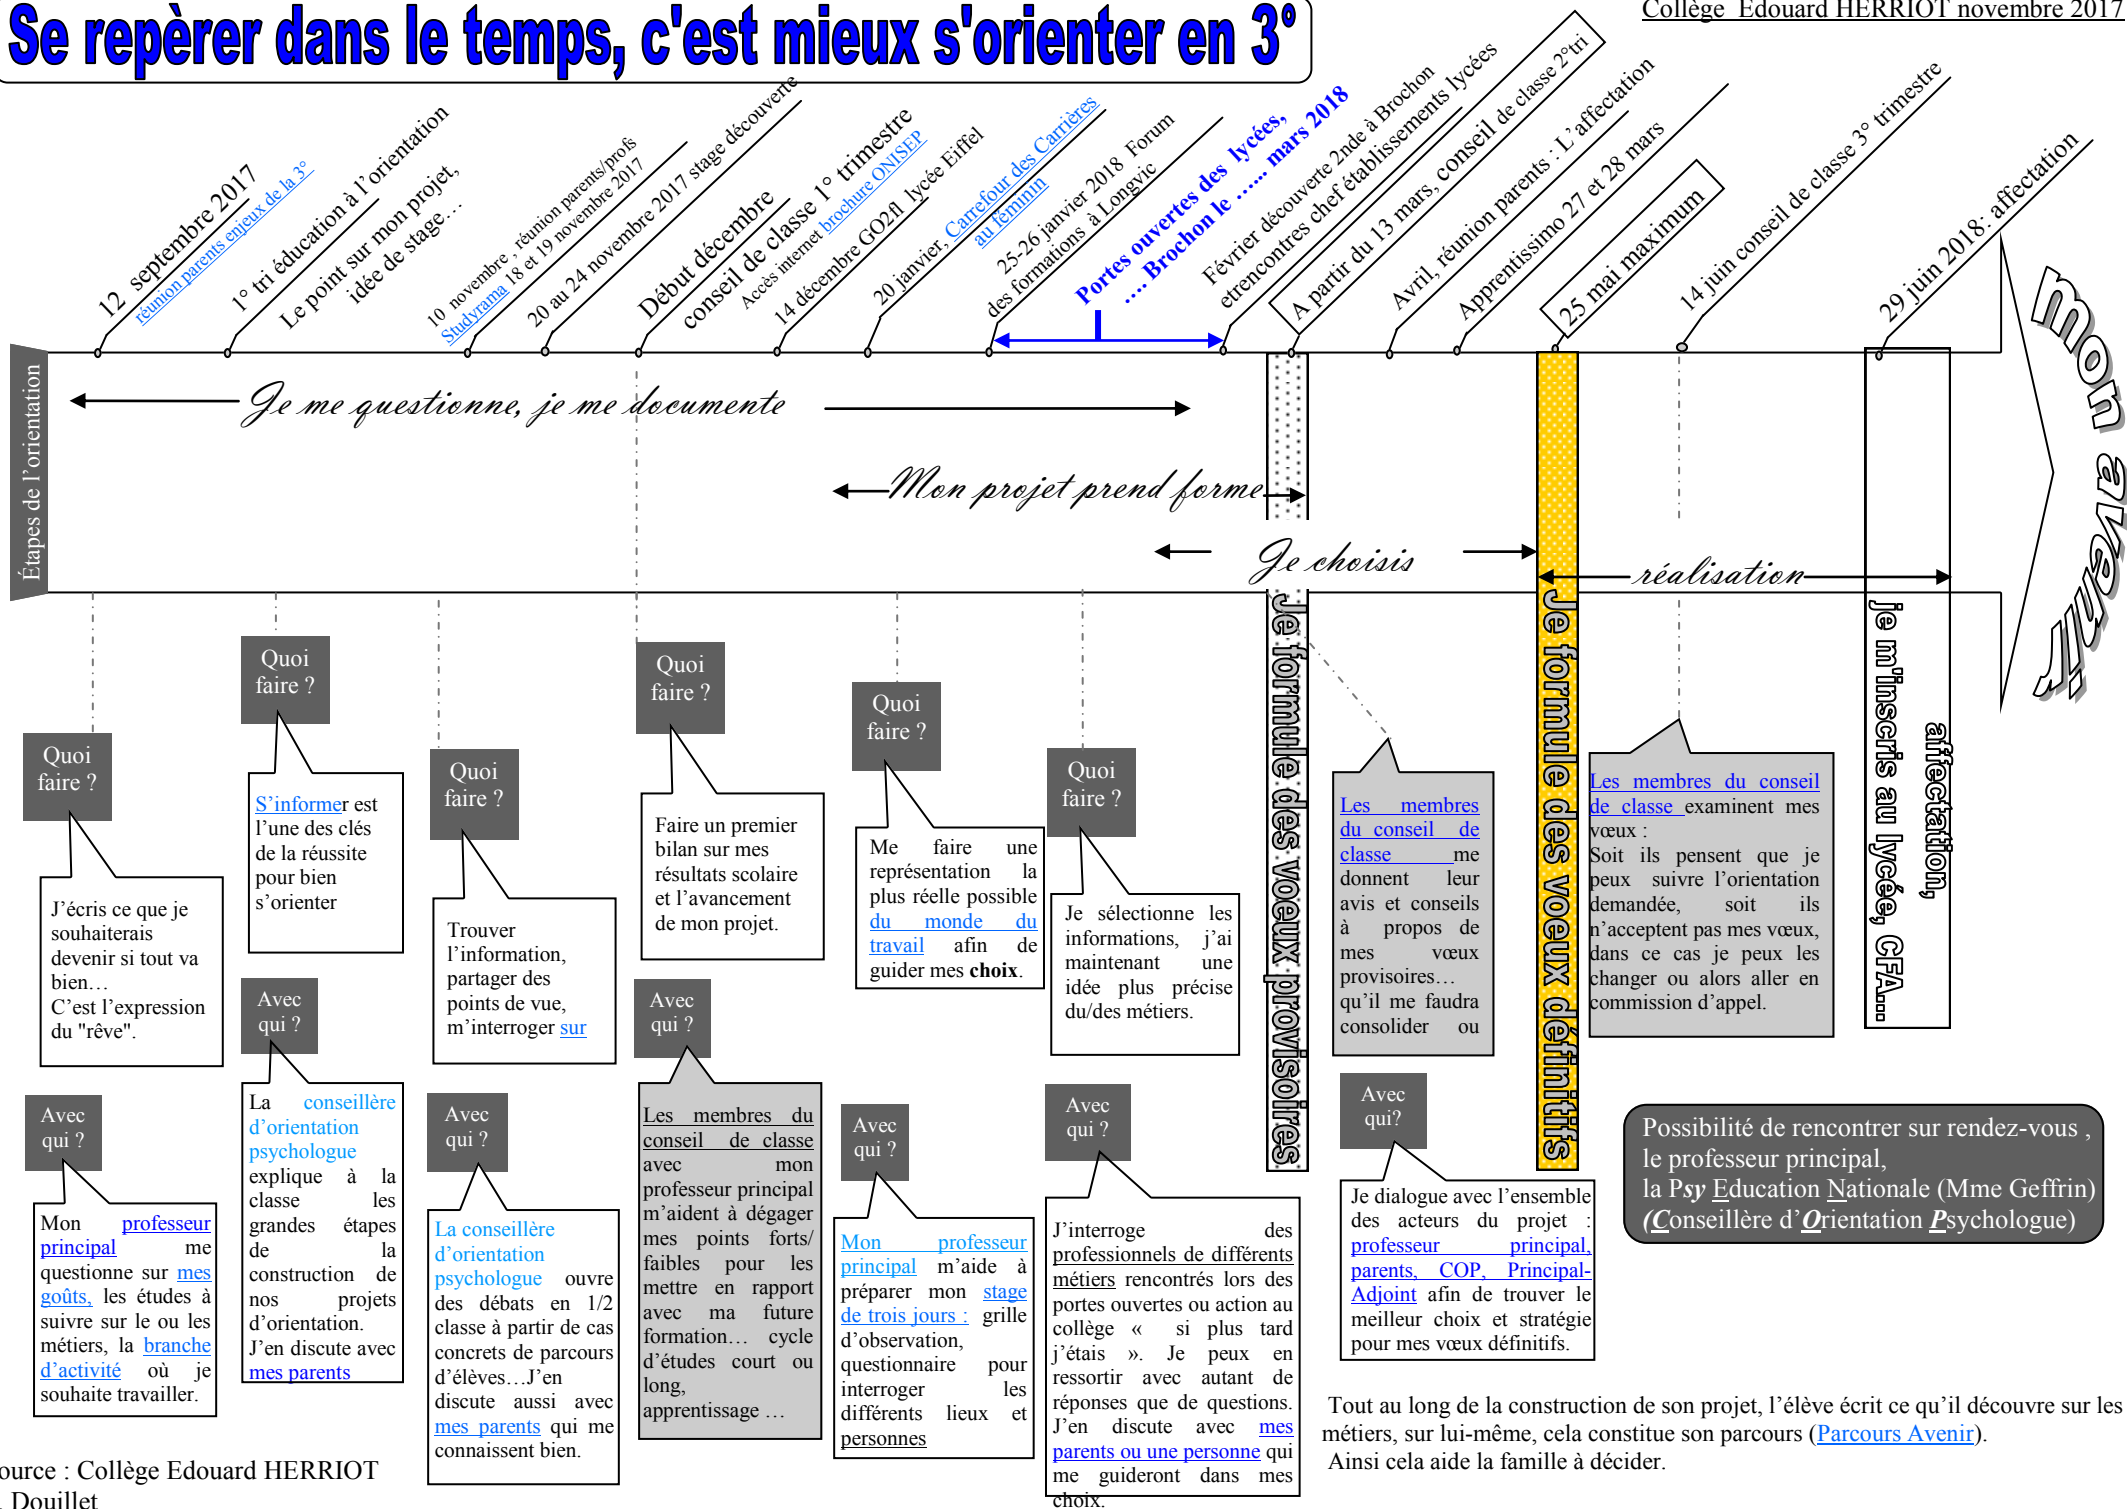 Collège Edouard HERRIOT novembre 2017
Se repèrer dans le temps, c'est mieux s'orienter en 3°
12 septembre 2017
réunion parents enjeux de la 3°
1° tri éducation à l'orientation
Le point sur mon projet,
idée de stage…
10 novembre , réunion parents/profs
Studyrama 18 et 19 novembre 2017
20 au 24 novembre 2017 stage découverte
Début décembre
conseil de classe 1° trimestre
Accès internet brochure ONISEP
14 décembre GO2fl lycée Eiffel
20 janvier, Carrefour des Carrières
au féminin
25-26 janvier 2018 Forum
des formations à Longvic
Portes ouvertes des lycées,
…. Brochon le …... mars 2018
Février découverte 2nde à Brochon
etrencontres chef établissements lycées
A partir du 13 mars, conseil de classe 2°tri
Avril, réunion parents : L'affectation
Apprentissimo 27 et 28 mars
25 mai maximum
14 juin conseil de classe 3° trimestre
29 juin 2018: affectation
mon avenir
Étapes de l'orientation
Je me questionne, je me documente
Mon projet prend forme
Je choisis
réalisation
Je formule des voeux provisoires
Je formule des voeux déffinitifs
affectation,
je m'inscris au lycée, CFA....
Quoi
faire ?
J'écris ce que je
souhaiterais
devenir si tout va
bien…
C'est l'expression
du "rêve".
Avec
qui ?
Mon professeur
principal me
questionne sur mes
goûts, les études à
suivre sur le ou les
métiers, la branche
d'activité où je
souhaite travailler.
Quoi
faire ?
S'informer est
l'une des clés
de la réussite
pour bien
s'orienter
Avec
qui ?
La conseillère
d'orientation
psychologue
explique à la
classe les
grandes étapes
de la
construction de
nos projets
d'orientation.
J'en discute avec
mes parents
Quoi
faire ?
Trouver
l'information,
partager des
points de vue,
m'interroger sur
Avec
qui ?
La conseillère
d'orientation
psychologue ouvre
des débats en 1/2
classe à partir de cas
concrets de parcours
d'élèves…J'en
discute aussi avec
mes parents qui me
connaissent bien.
Quoi
faire ?
Faire un premier
bilan sur mes
résultats scolaire
et l'avancement
de mon projet.
Avec
qui ?
Les membres du
conseil de classe
avec mon
professeur principal
m'aident à dégager
mes points forts/
faibles pour les
mettre en rapport
avec ma future
formation… cycle
d'études court ou
long,
apprentissage …
Quoi
faire ?
Me faire une
représentation la
plus réelle possible
du monde du
travail afin de
guider mes choix.
Avec
qui ?
Mon professeur
principal m'aide à
préparer mon stage
de trois jours : grille
d'observation,
questionnaire pour
interroger les
différents lieux et
personnes
Quoi
faire ?
Je sélectionne les
informations, j'ai
maintenant une
idée plus précise
du/des métiers.
Avec
qui ?
J'interroge des
professionnels de différents
métiers rencontrés lors des
portes ouvertes ou action au
collège « si plus tard
j'étais ». Je peux en
ressortir avec autant de
réponses que de questions.
J'en discute avec mes
parents ou une personne qui
me guideront dans mes
choix.
Les membres
du conseil de
classe me
donnent leur
avis et conseils
à propos de
mes vœux
provisoires…
qu'il me faudra
consolider ou
Avec
qui?
Je dialogue avec l'ensemble
des acteurs du projet :
professeur principal,
parents, COP, Principal-
Adjoint afin de trouver le
meilleur choix et stratégie
pour mes vœux définitifs.
Les membres du conseil
de classe examinent mes
vœux :
Soit ils pensent que je
peux suivre l'orientation
demandée, soit ils
n'acceptent pas mes vœux,
dans ce cas je peux les
changer ou alors aller en
commission d'appel.
Possibilité de rencontrer sur rendez-vous ,
le professeur principal,
la Psy Education Nationale (Mme Geffrin)
(Conseillère d'Orientation Psychologue)
Tout au long de la construction de son projet, l'élève écrit ce qu'il découvre sur les
métiers, sur lui-même, cela constitue son parcours (Parcours Avenir).
Ainsi cela aide la famille à décider.
ource : Collège Edouard HERRIOT
. Douillet